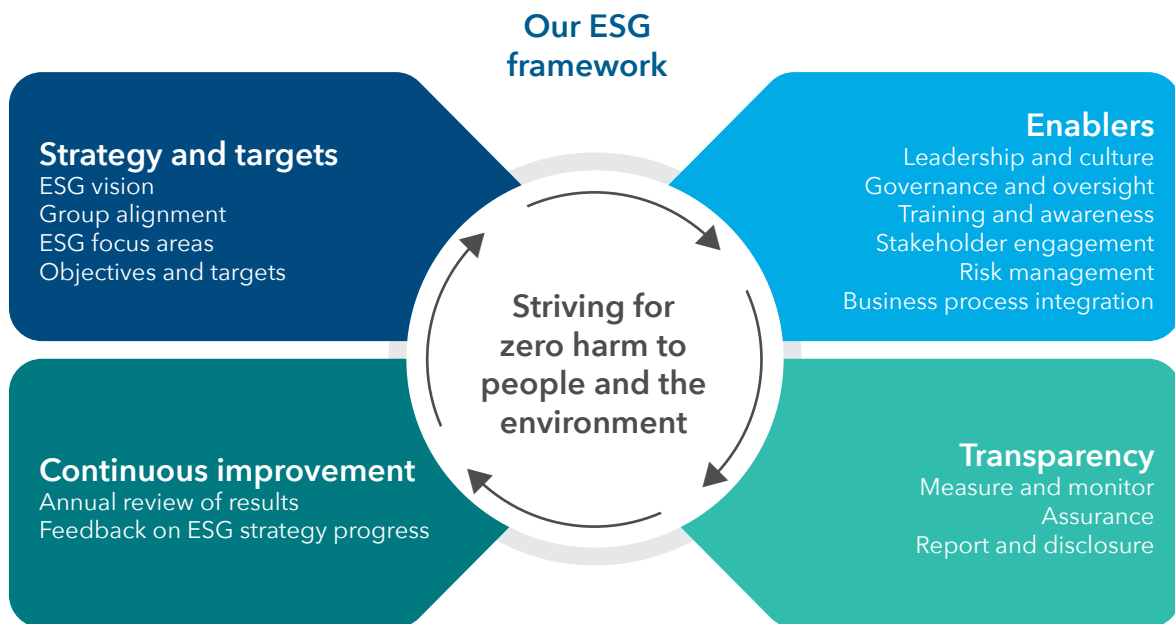 Our ESG
framework
Strategy and targets
ESG vision
Group alignment
ESG focus areas
Objectives and targets
Enablers
Leadership and culture
Governance and oversight
Training and awareness
Stakeholder engagement
Risk management
Business process integration
Striving for
zero harm to
people and the
environment
Continuous improvement
Annual review of results
Feedback on ESG strategy progress
Transparency
Measure and monitor
Assurance
Report and disclosure